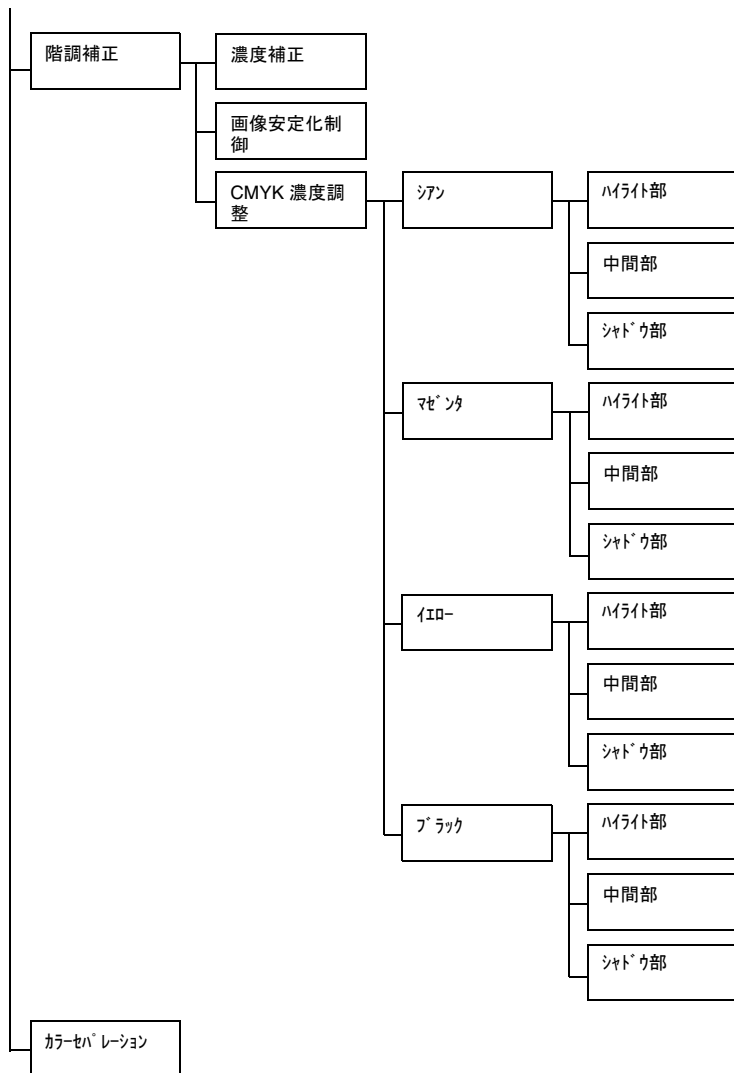 階調補正
濃度補正
画像安定化制
御
CMYK 濃度調
整
ｼｱﾝ
ﾊｲﾗｲﾄ部
中間部
ｼｬﾄﾞｳ部
ﾏｾﾞﾝﾀ
ﾊｲﾗｲﾄ部
中間部
ｼｬﾄﾞｳ部
ｲｴﾛｰ
ﾊｲﾗｲﾄ部
中間部
ｼｬﾄﾞｳ部
ﾌﾞﾗｯｸ
ﾊｲﾗｲﾄ部
中間部
ｼｬﾄﾞｳ部
ｶﾗｰｾﾊﾟﾚｰｼｮﾝ